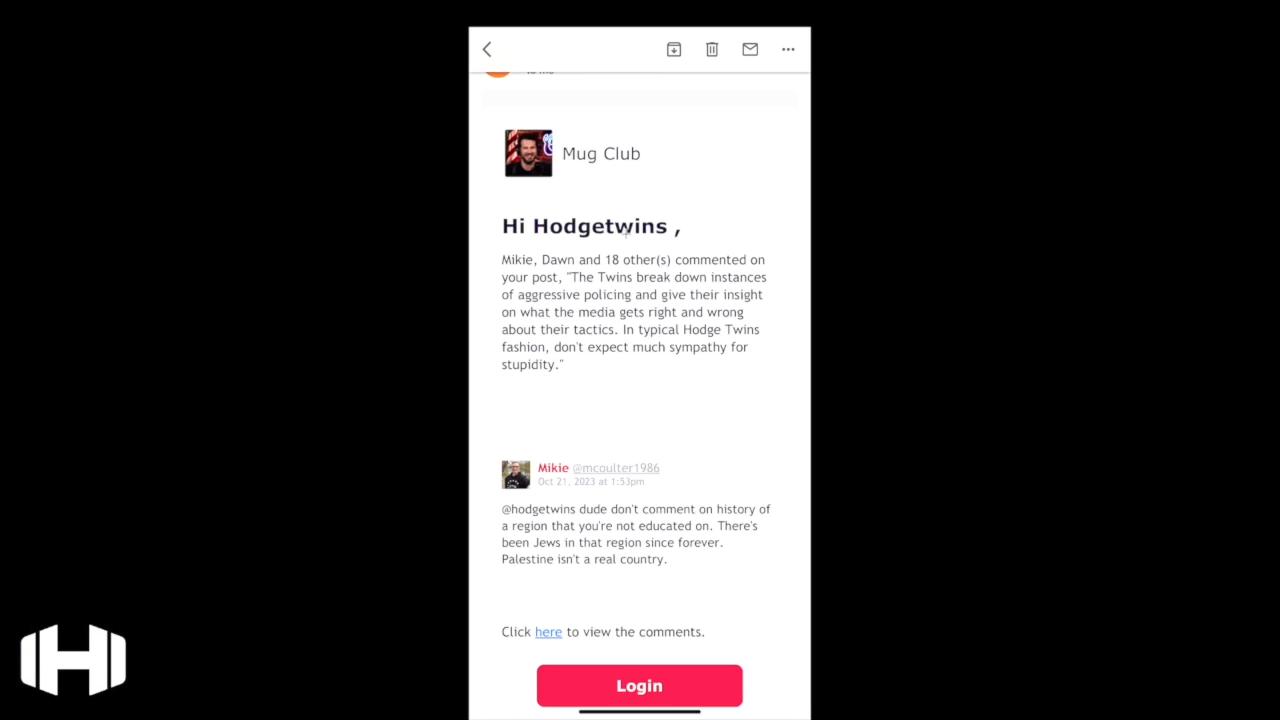 Mug Club
Hi Hodgetwins ,
Mikie, Dawn and 18 other(s) commented on
your post, "The Twins break down instances
of aggressive policing and give their insight
on what the media gets right and wrong
about their tactics. In typical Hodge Twins
fashion, don't expect much sympathy for
stupidity."
Mikie @mcoulter1986
Oct 21, 2023 at 1:53pm
@hodgetwins dude don't comment on history of
a region that you're not educated on. There's
been Jews in that region since forever.
Palestine isn't a real country.
Click here to view the comments.
Login
H